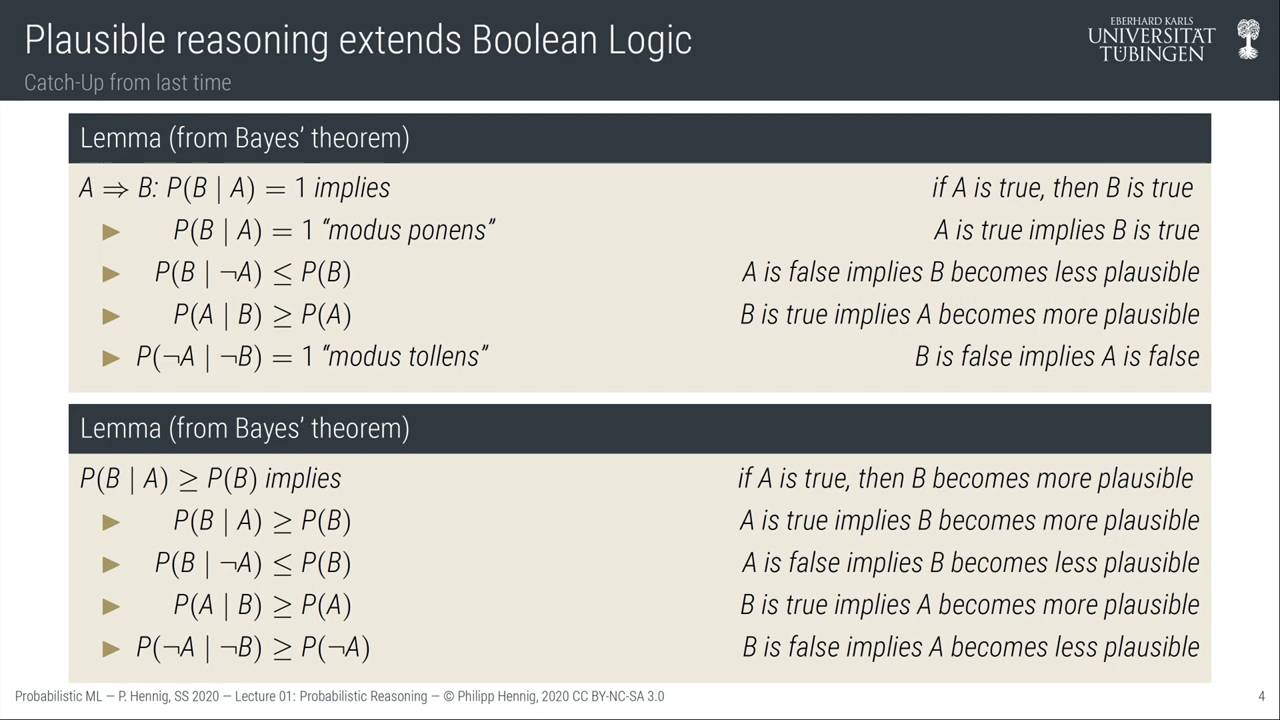 Plausible reasoning extends Boolean Logic
Catch-Up from last time
EBERHARD KARLS
UNIVERSITÄT
TÜBINGEN
Lemma (from Bayes’ theorem)
A ⇒ B: P(B | A) = 1 implies if A is true, then B is true
▶ P(B | A) = 1 “modus ponens” A is true implies B is true
▶ P(B | ¬A) ≤ P(B) A is false implies B becomes less plausible
▶ P(A | B) ≥ P(A) B is true implies A becomes more plausible
▶ P(¬A | ¬B) = 1 “modus tollens” B is false implies A is false
Lemma (from Bayes’ theorem)
P(B | A) ≥ P(B) implies if A is true, then B becomes more plausible
▶ P(B | A) ≥ P(B) A is true implies B becomes more plausible
▶ P(B | ¬A) ≤ P(B) A is false implies B becomes less plausible
▶ P(A | B) ≥ P(A) B is true implies A becomes more plausible
▶ P(¬A | ¬B) ≥ P(¬A) B is false implies A becomes less plausible
Probabilistic ML — P. Hennig, SS 2020 — Lecture 01: Probabilistic Reasoning — © Philipp Hennig, 2020 CC BY-NC-SA 3.0 4